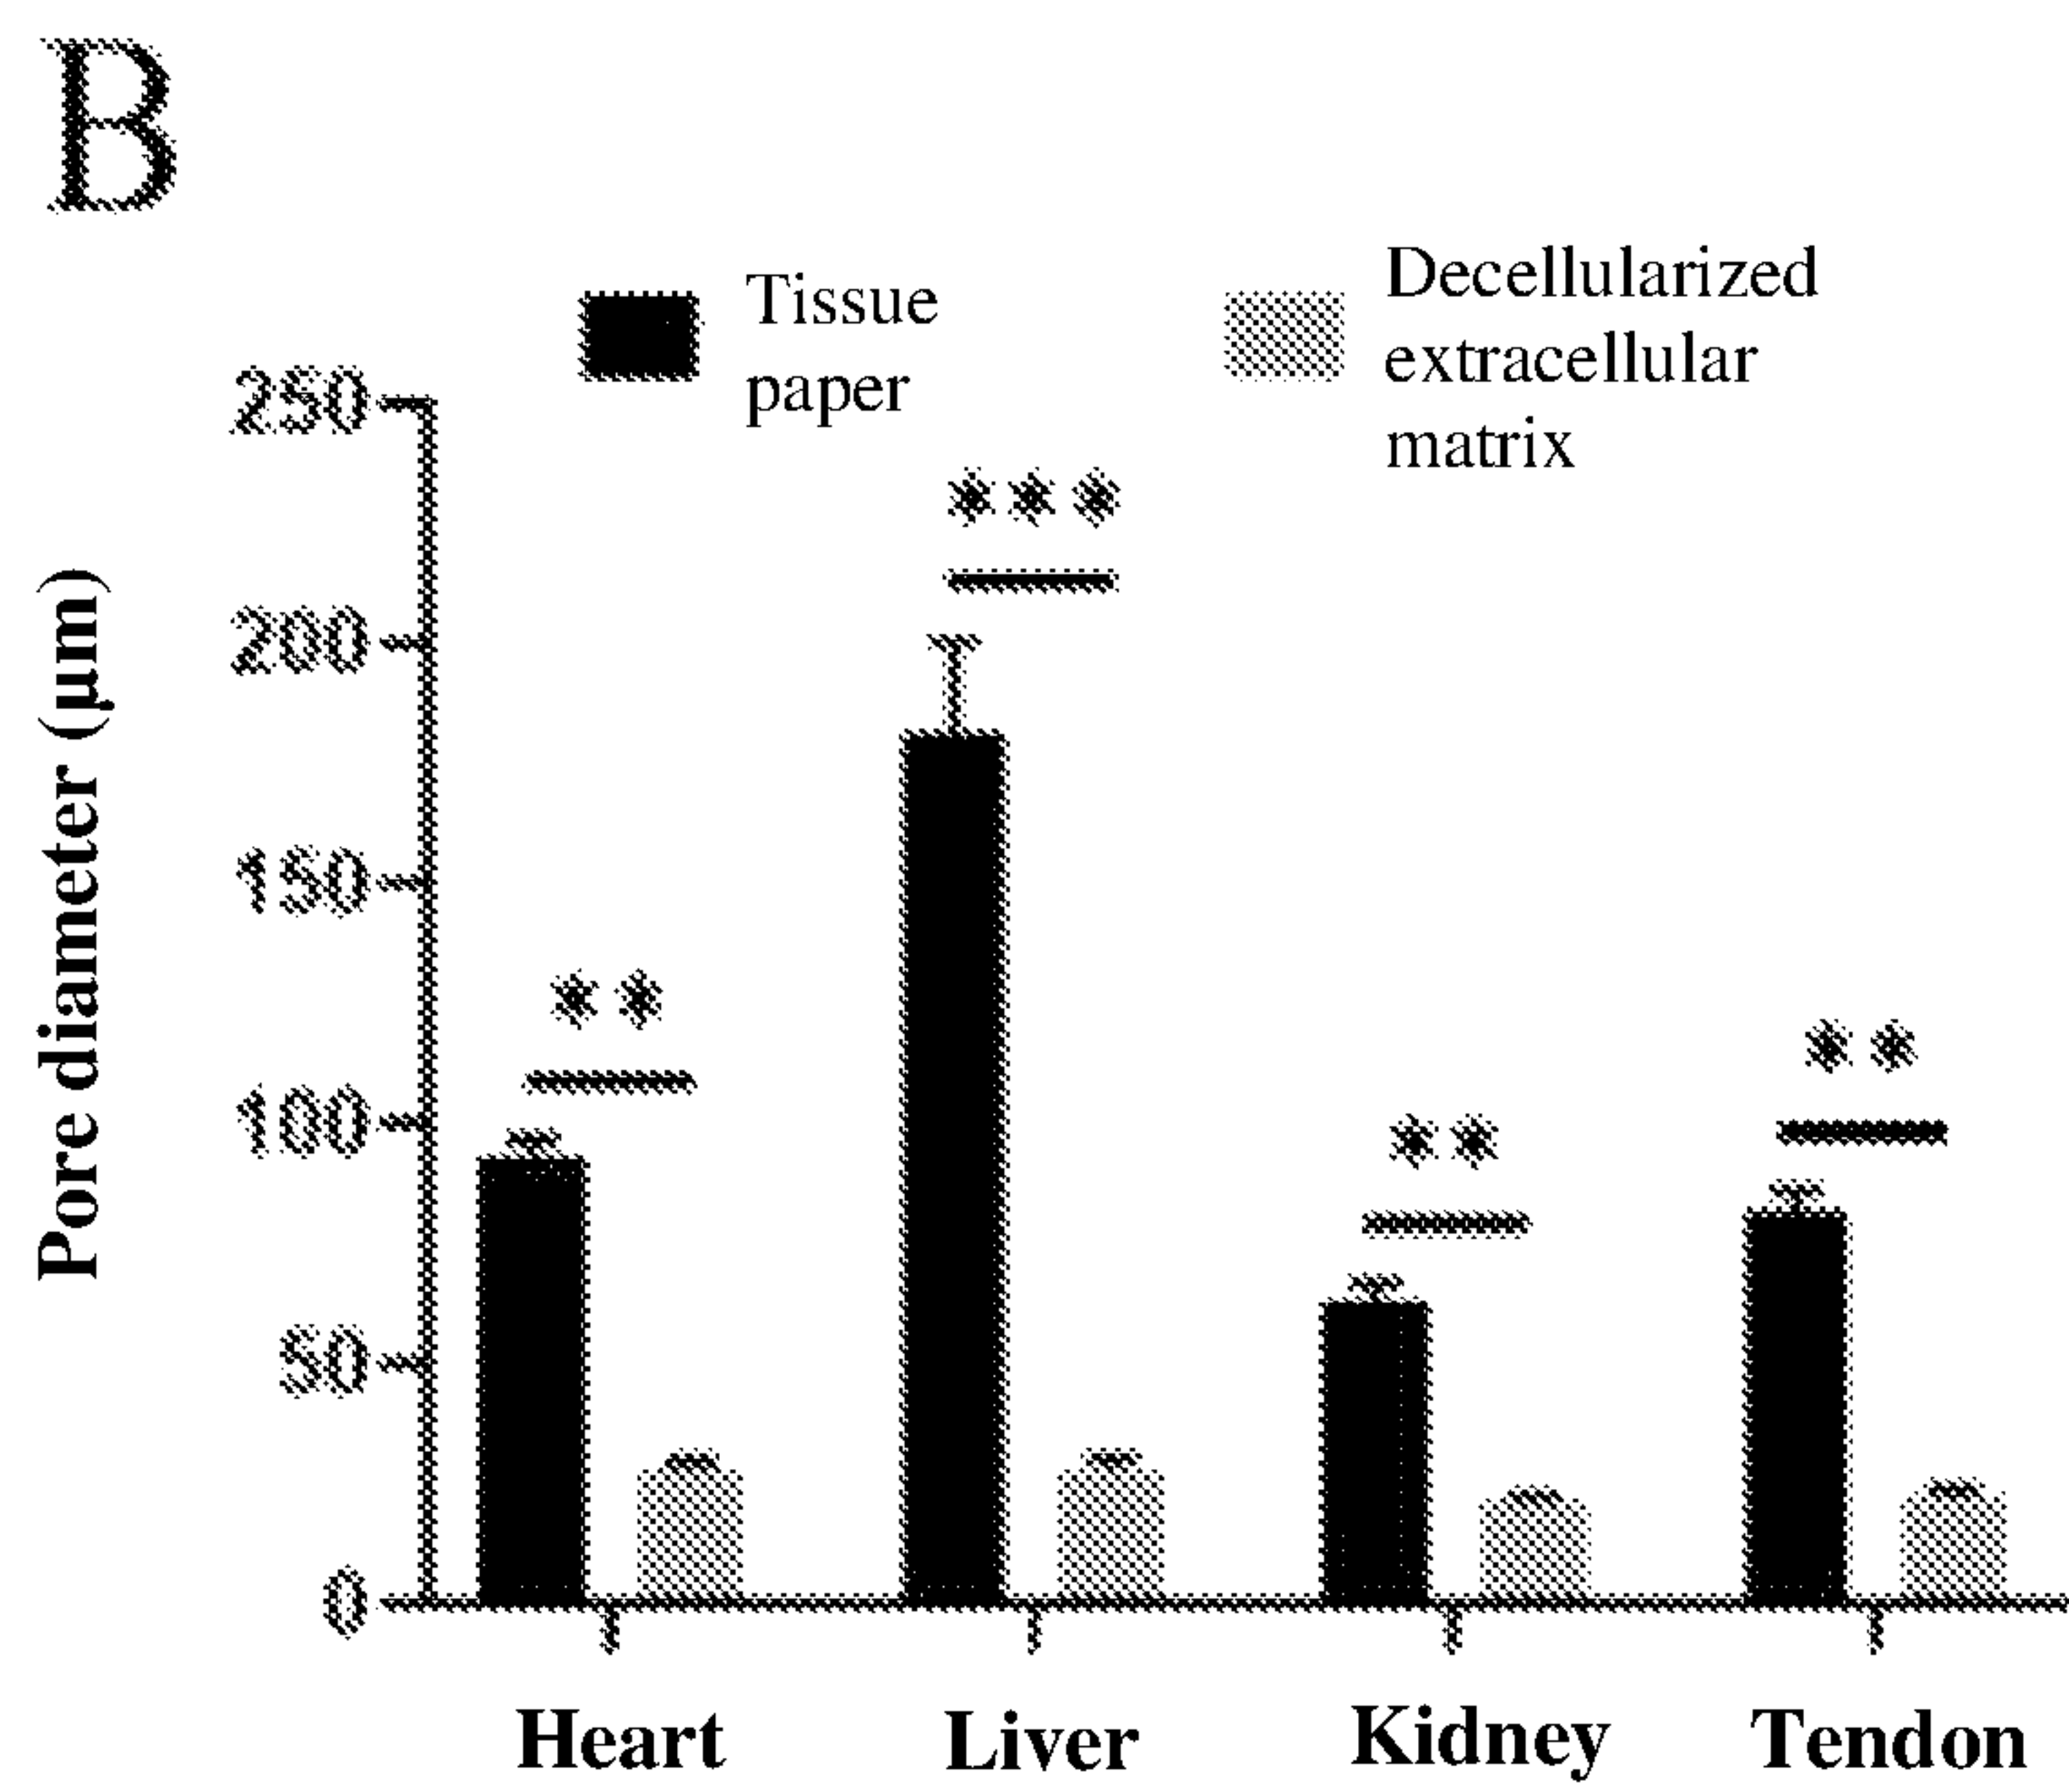 B
Tissue
paper
Decellularized
extracellular
matrix
Pore diameter (µm)
250
200
150
100
50
0
***
**
**
**
Heart
Liver
Kidney
Tendon